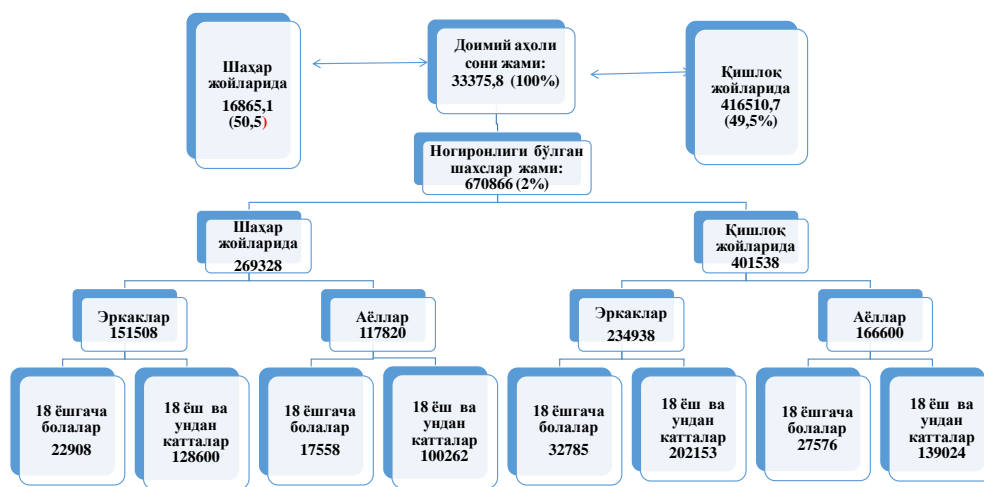 Доимий аҳоли
сони жами:
33375,8 (100%)
Шаҳар
жойларида
16865,1
(50,5)
Қишлоқ
жойларида
416510,7
(49,5%)
Ногиронлиги бўлган
шахслар жами:
670866 (2%)
Шаҳар
жойларида
269328
Қишлоқ
жойларида
401538
Эркаклар
151508
Аёллар
117820
Эркаклар
234938
Аёллар
166600
18 ёшгача
болалар
22908
18 ёш ва
ундан
катталар
128600
18 ёшгача
болалар
17558
18 ёш ва
ундан
катталар
100262
18 ёшгача
болалар
32785
18 ёш ва
ундан
катталар
202153
18 ёшгача
болалар
27576
18 ёш ва
ундан
катталар
139024